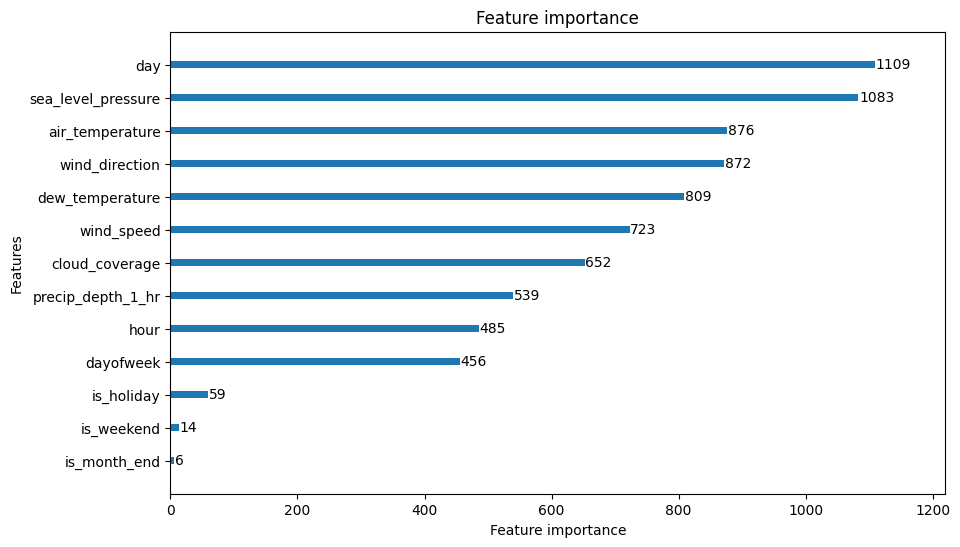 Feature importance
day 1109
sea_level_pressure 1083
air_temperature 876
wind_direction 872
dew_temperature 809
wind_speed 723
cloud_coverage 652
precip_depth_1_hr 539
hour 485
dayofweek 456
is_holiday 59
is_weekend 14
is_month_end 6
Features
0 200 400 600 800 1000 1200
Feature importance